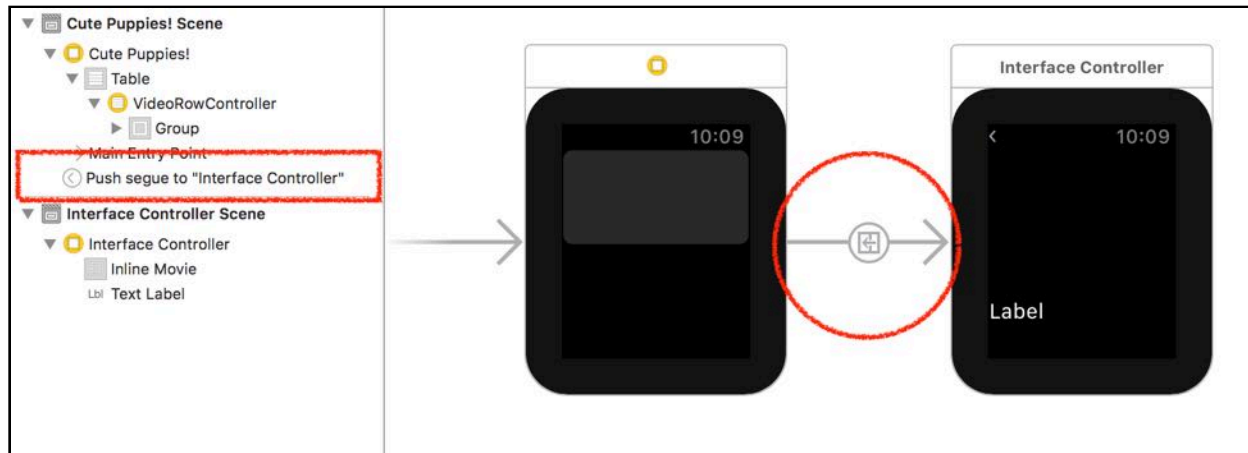 Cute Puppies! Scene
Cute Puppies!
Table
VideoRowController
Group
Main Entry Point
Push segue to "Interface Controller"
Interface Controller Scene
Interface Controller
Inline Movie
Lbl Text Label
10:09
Interface Controller
< 10:09
Label